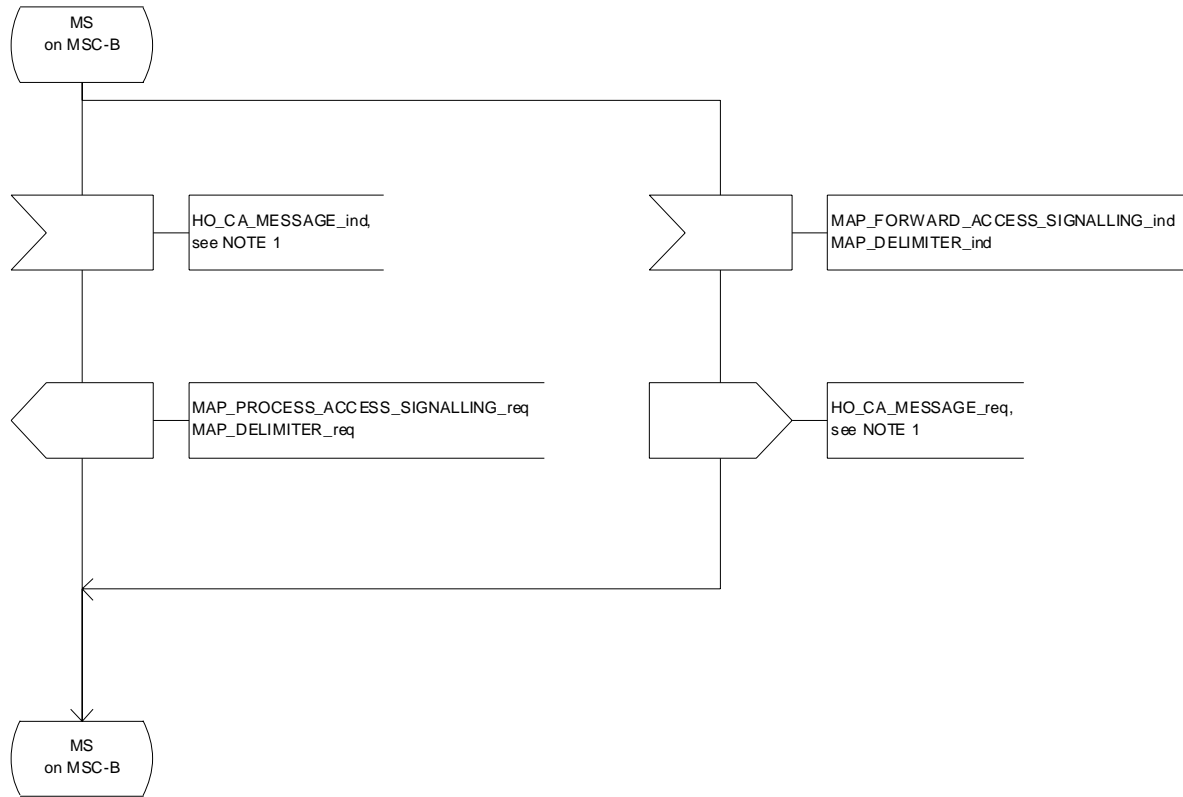 MS
on MSC-B
HO_CA_MESSAGE_ind,
see NOTE 1
MAP_FORWARD_ACCESS_SIGNALLING_ind
MAP_DELIMITER_ind
MAP_PROCESS_ACCESS_SIGNALLING_req
MAP_DELIMITER_req
HO_CA_MESSAGE_req,
see NOTE 1
MS
on MSC-B